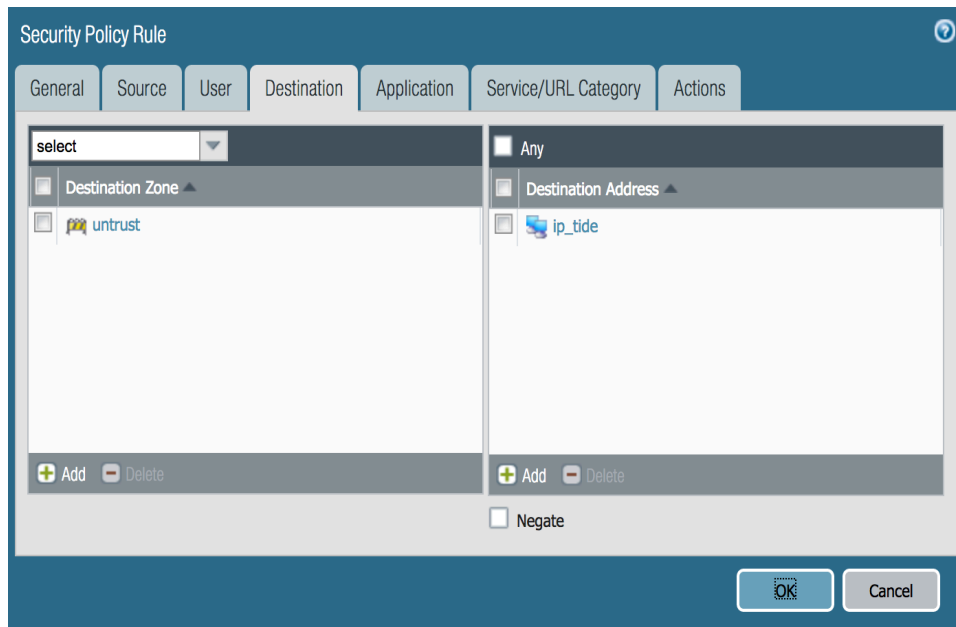 Security Policy Rule
General Source User Destination Application Service/URL Category Actions
select
Any
Destination Zone
Destination Address
untrust
ip_tide
Add Delete
Add Delete
Negate
OK Cancel